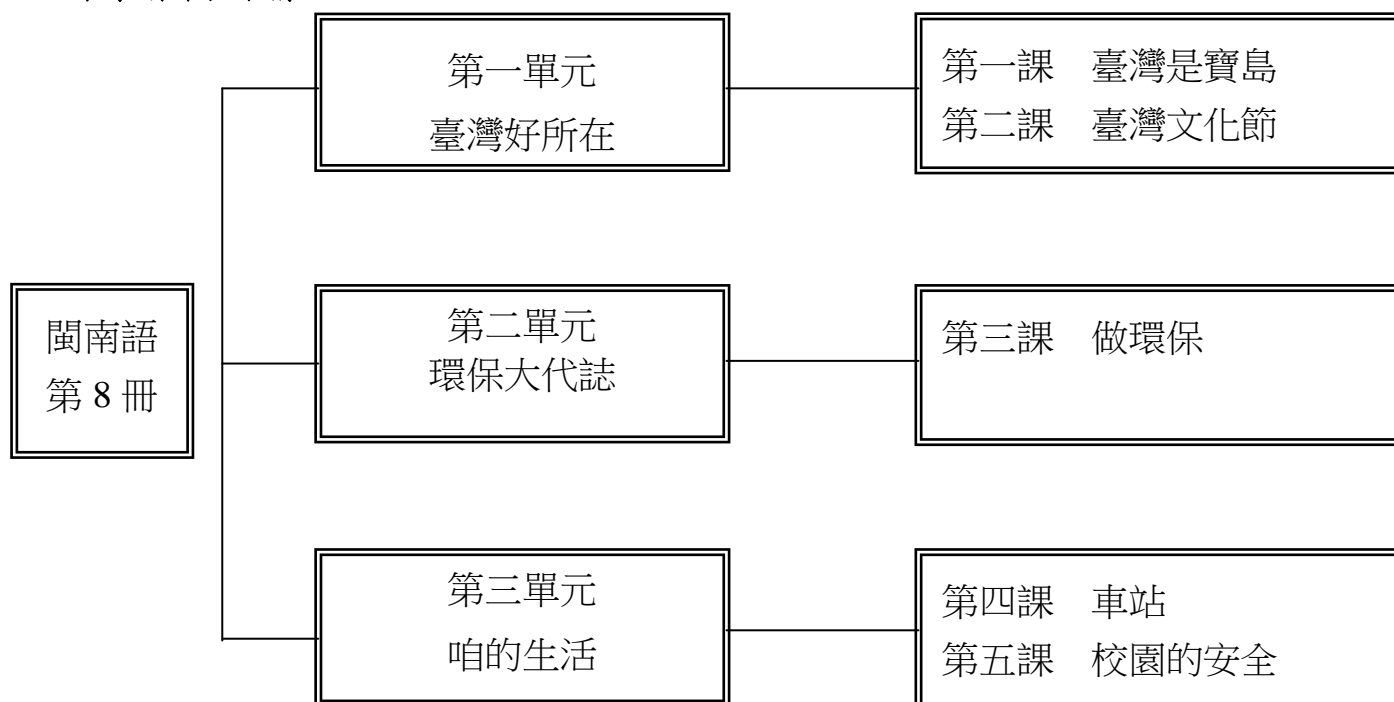 閩南語
第 8 冊
第一單元
臺灣好所在
第一課　臺灣是寶島
第二課　臺灣文化節
第二單元
環保大代誌
第三課　做環保
第三單元
咱的生活
第四課　車站
第五課　校園的安全